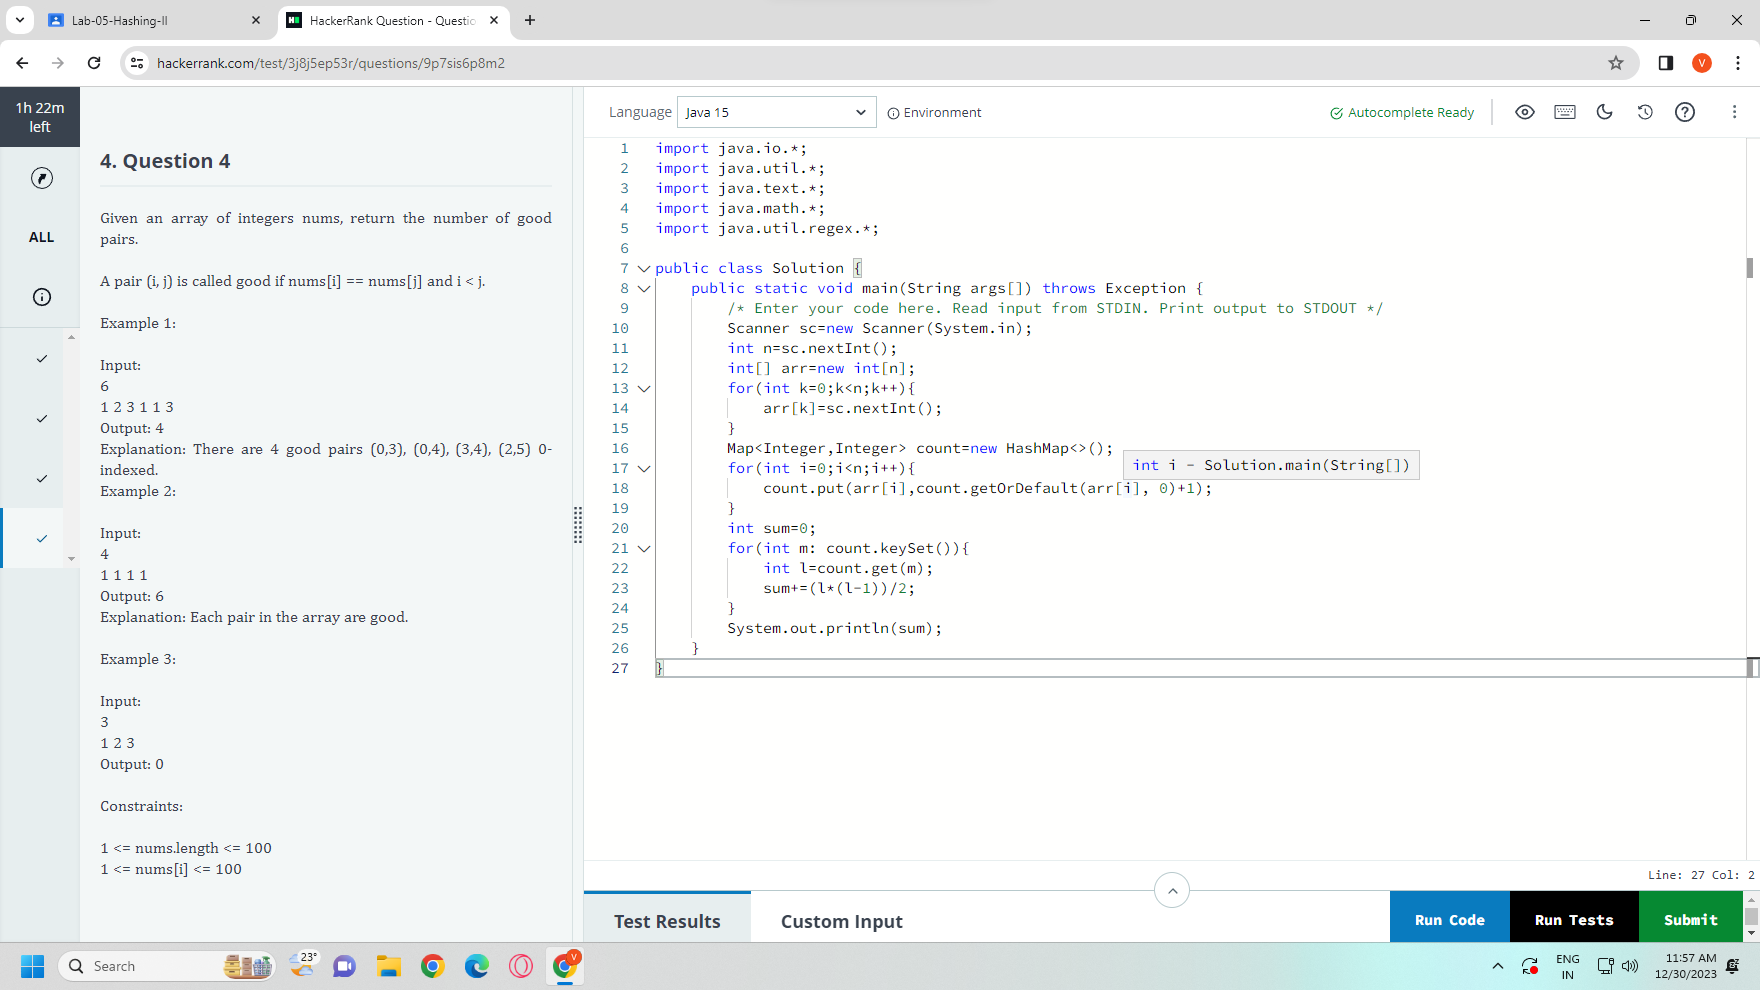 Lab-05-Hashing-II
HackerRank Question - Questio
hackerrank.com/test/3j8j5ep53r/questions/9p7sis6p8m2
V
1h 22m
left
ALL
4. Question 4
Given an array of integers nums, return the number of good
pairs.
A pair (i, j) is called good if nums[i] == nums[j] and i < j.
Example 1:
Input:
6
1 2 3 1 1 3
Output: 4
Explanation: There are 4 good pairs (0,3), (0,4), (3,4), (2,5) 0-
indexed.
Example 2:
Input:
4
1 1 1 1
Output: 6
Explanation: Each pair in the array are good.
Example 3:
Input:
3
1 2 3
Output: 0
Constraints:
1 <= nums.length <= 100
1 <= nums[i] <= 100
Language Java 15 Environment
Autocomplete Ready
1 import java.io.*;
2 import java.util.*;
3 import java.text.*;
4 import java.math.*;
5 import java.util.regex.*;
6
7 public class Solution {
8 public static void main(String args[]) throws Exception {
9 /* Enter your code here. Read input from STDIN. Print output to STDOUT */
10 Scanner sc=new Scanner(System.in);
11 int n=sc.nextInt();
12 int[] arr=new int[n];
13 for(int k=0;k<n;k++){
14 arr[k]=sc.nextInt();
15 }
16 Map<Integer,Integer> count=new HashMap<>();
int i - Solution.main(String[])
17 for(int i=0;i<n;i++){
18 count.put(arr[i],count.getOrDefault(arr[i], 0)+1);
19 }
20 int sum=0;
21 for(int m: count.keySet()){
22 int l=count.get(m);
23 sum+=(l*(l-1))/2;
24 }
25 System.out.println(sum);
26 }
27 }
Line: 27 Col: 2
Test Results
Custom Input
Run Code
Run Tests
Submit
Search
23°
V
ENG
IN
11:57 AM
12/30/2023